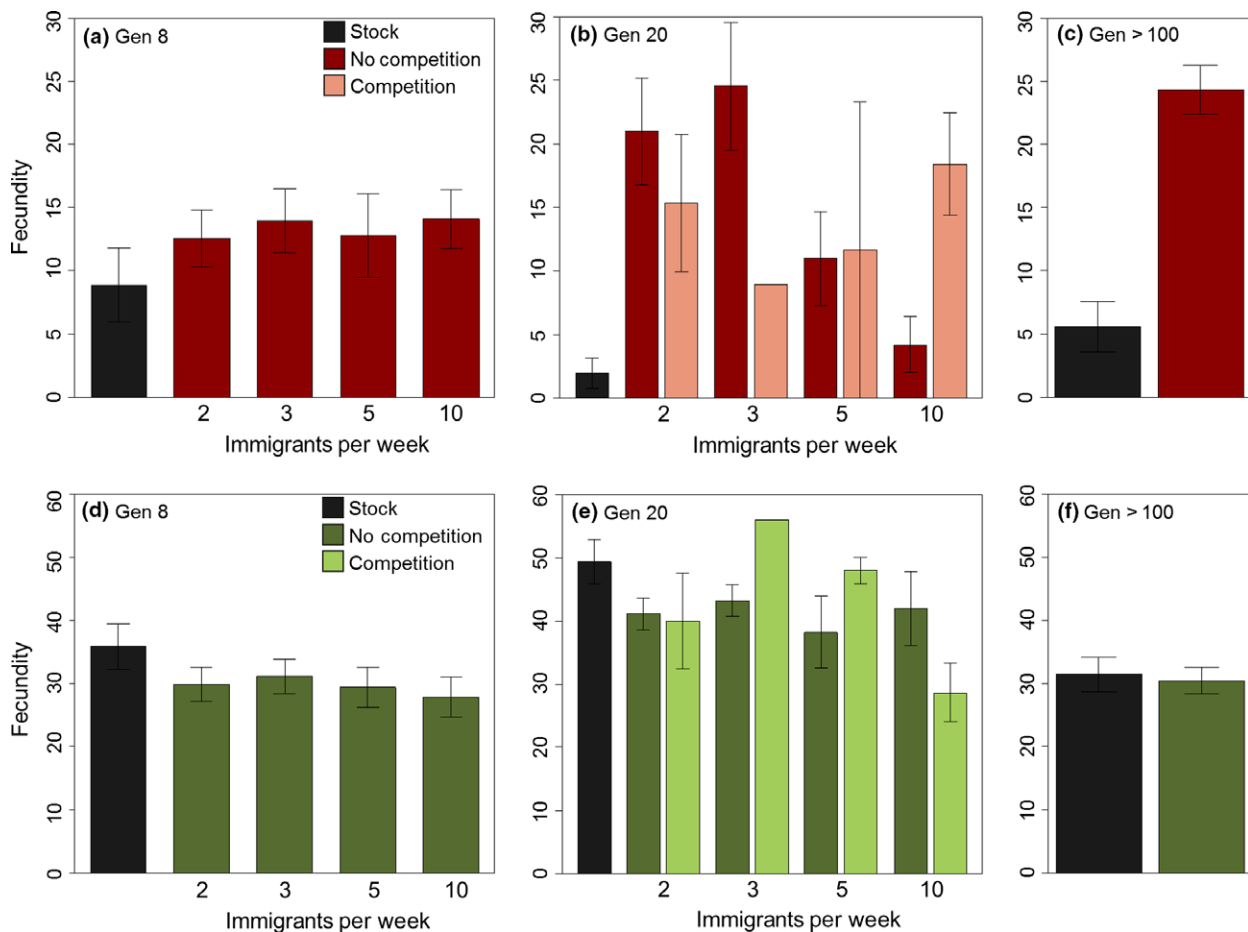 (a) Gen 8
Stock
No competition
Competition
Fecundity
0
5
10
15
20
25
30
2 3 5 10
Immigrants per week
(b) Gen 20
0
5
10
15
20
25
30
2 3 5 10
Immigrants per week
(c) Gen > 100
0
5
10
15
20
25
30
(d) Gen 8
Stock
No competition
Competition
Fecundity
0
10
20
30
40
50
60
2 3 5 10
Immigrants per week
(e) Gen 20
0
10
20
30
40
50
60
2 3 5 10
Immigrants per week
(f) Gen > 100
0
10
20
30
40
50
60